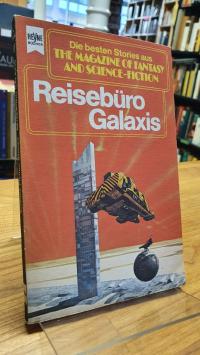 HEYNE
BÜCHER
Die besten Stories aus
THE MAGAZINE OF FANTASY
AND SCIENCE-FICTION
Reisebüro
Galaxis